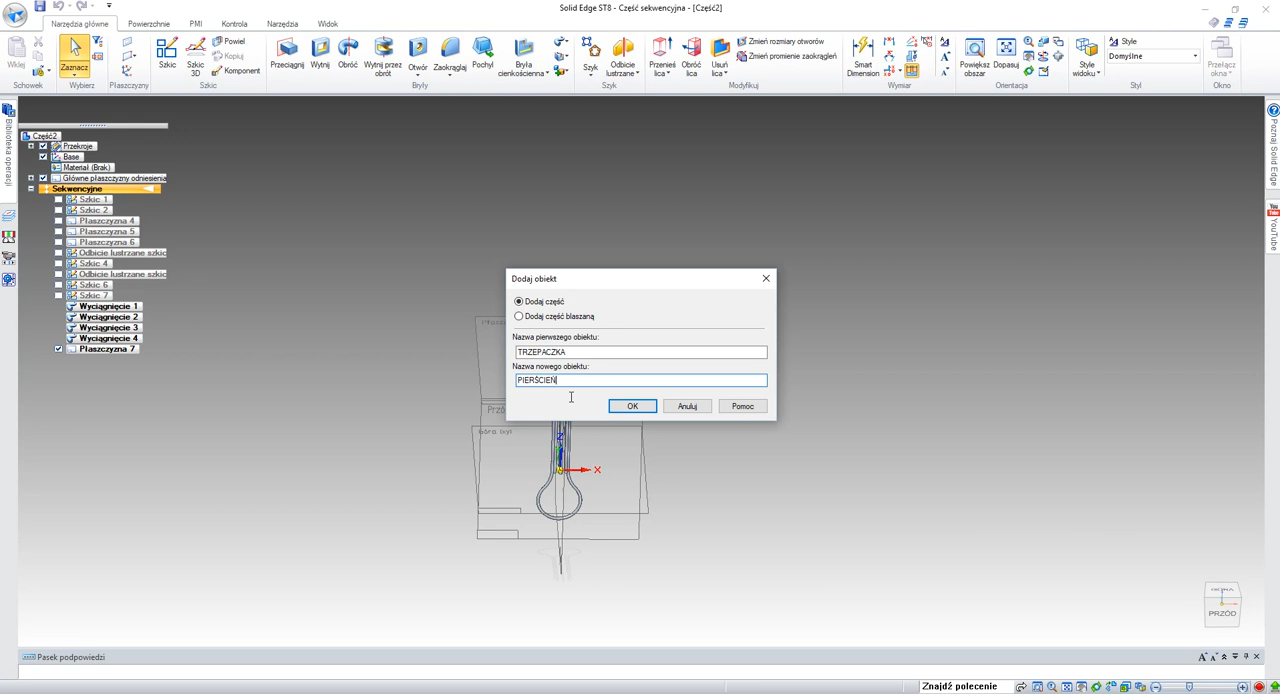 Solid Edge ST8 - Część sekwencyjna - [Część2]
Narzędzia główne Powierzchnie PMI Kontrola Narzędzia Widok
Wklej
Schowek
Zaznacz
Wybierz
Płaszczyzny
Szkic
Szkic 3D
Powiel
Kopiuj
Komponent
Szkic
Przeciągnij
Wytnij
Obróć
Wytnij przez obrót
Otwór
Zaokrąglaj
Pochyl
Bryła cienkościenna
Bryły
Szyk
Odbicie lustrzane
Szyk
Przenieś lica
Obróć lica
Usuń lica
Zmień rozmiary otworów
Zmień promienie zaokrągleń
Modyfikuj
Smart Dimension
Wymiar
Powiększ obszar
Dopasuj
Orientacja
Style widoku
Style
Domyślne
Styl
Przełącz okna
Okno
Biblioteka operacji
Poznaj Solid Edge
You Tube
YouTube
Część2
Przekroje
Base
Materiał (Brak)
Główne płaszczyzny odniesienia
Sekwencyjne
Szkic 1
Szkic 2
Płaszczyzna 4
Płaszczyzna 5
Płaszczyzna 6
Odbicie lustrzane szkic
Szkic 4
Odbicie lustrzane szkic
Szkic 6
Szkic 7
Wyciągnięcie 1
Wyciągnięcie 2
Wyciągnięcie 3
Wyciągnięcie 4
Płaszczyzna 7
Dodaj obiekt
Dodaj część
Dodaj część blaszaną
Nazwa pierwszego obiektu:
TRZEPACZKA
Nazwa nowego obiektu:
PIERŚCIEŃ
OK Anuluj Pomoc
Góra (xy)
Z
X
PRZÓD
Pasek podpowiedzi
Znajdź polecenie